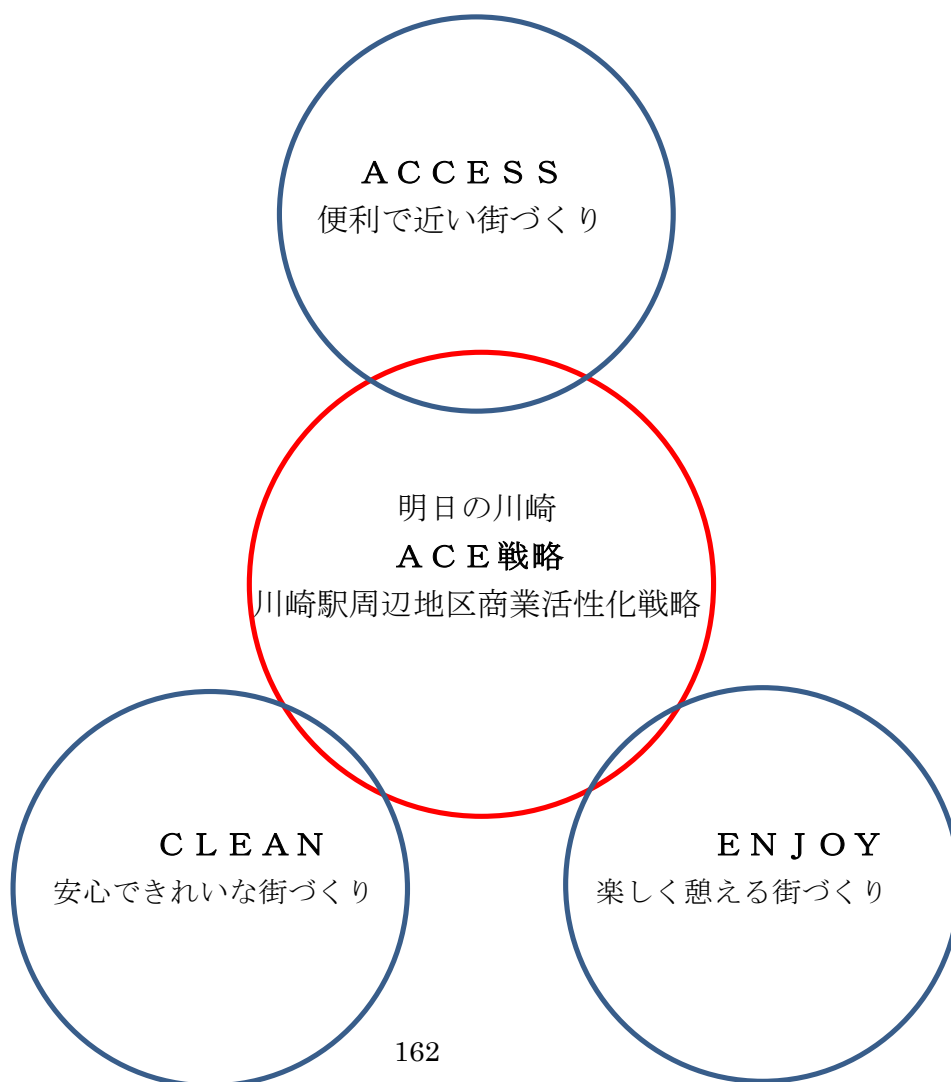 ＡＣＣＥＳＳ
便利で近い街づくり
明日の川崎
ＡＣＥ戦略
川崎駅周辺地区商業活性化戦略
ＣＬＥＡＮ
安心できれいな街づくり
ＥＮＪＯＹ
楽しく憩える街づくり
162